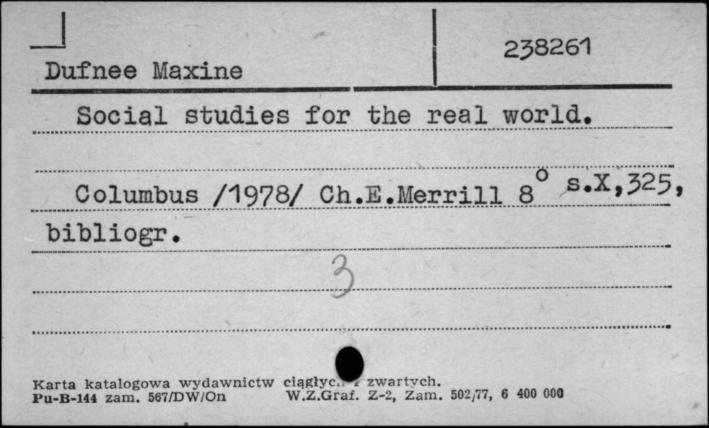 238261
Dufnee Maxine
Social studies for the real world.
Columbus /1978/ Ch.E.Merrill 8° s.X,325,
bibliogr.
3
Karta katalogowa wydawnictw ciągłych i zwartych.
Pu-B-144 zam. 567/DW/On W.Z.Graf. Z-2, Zam. 502/77, 6 400 000